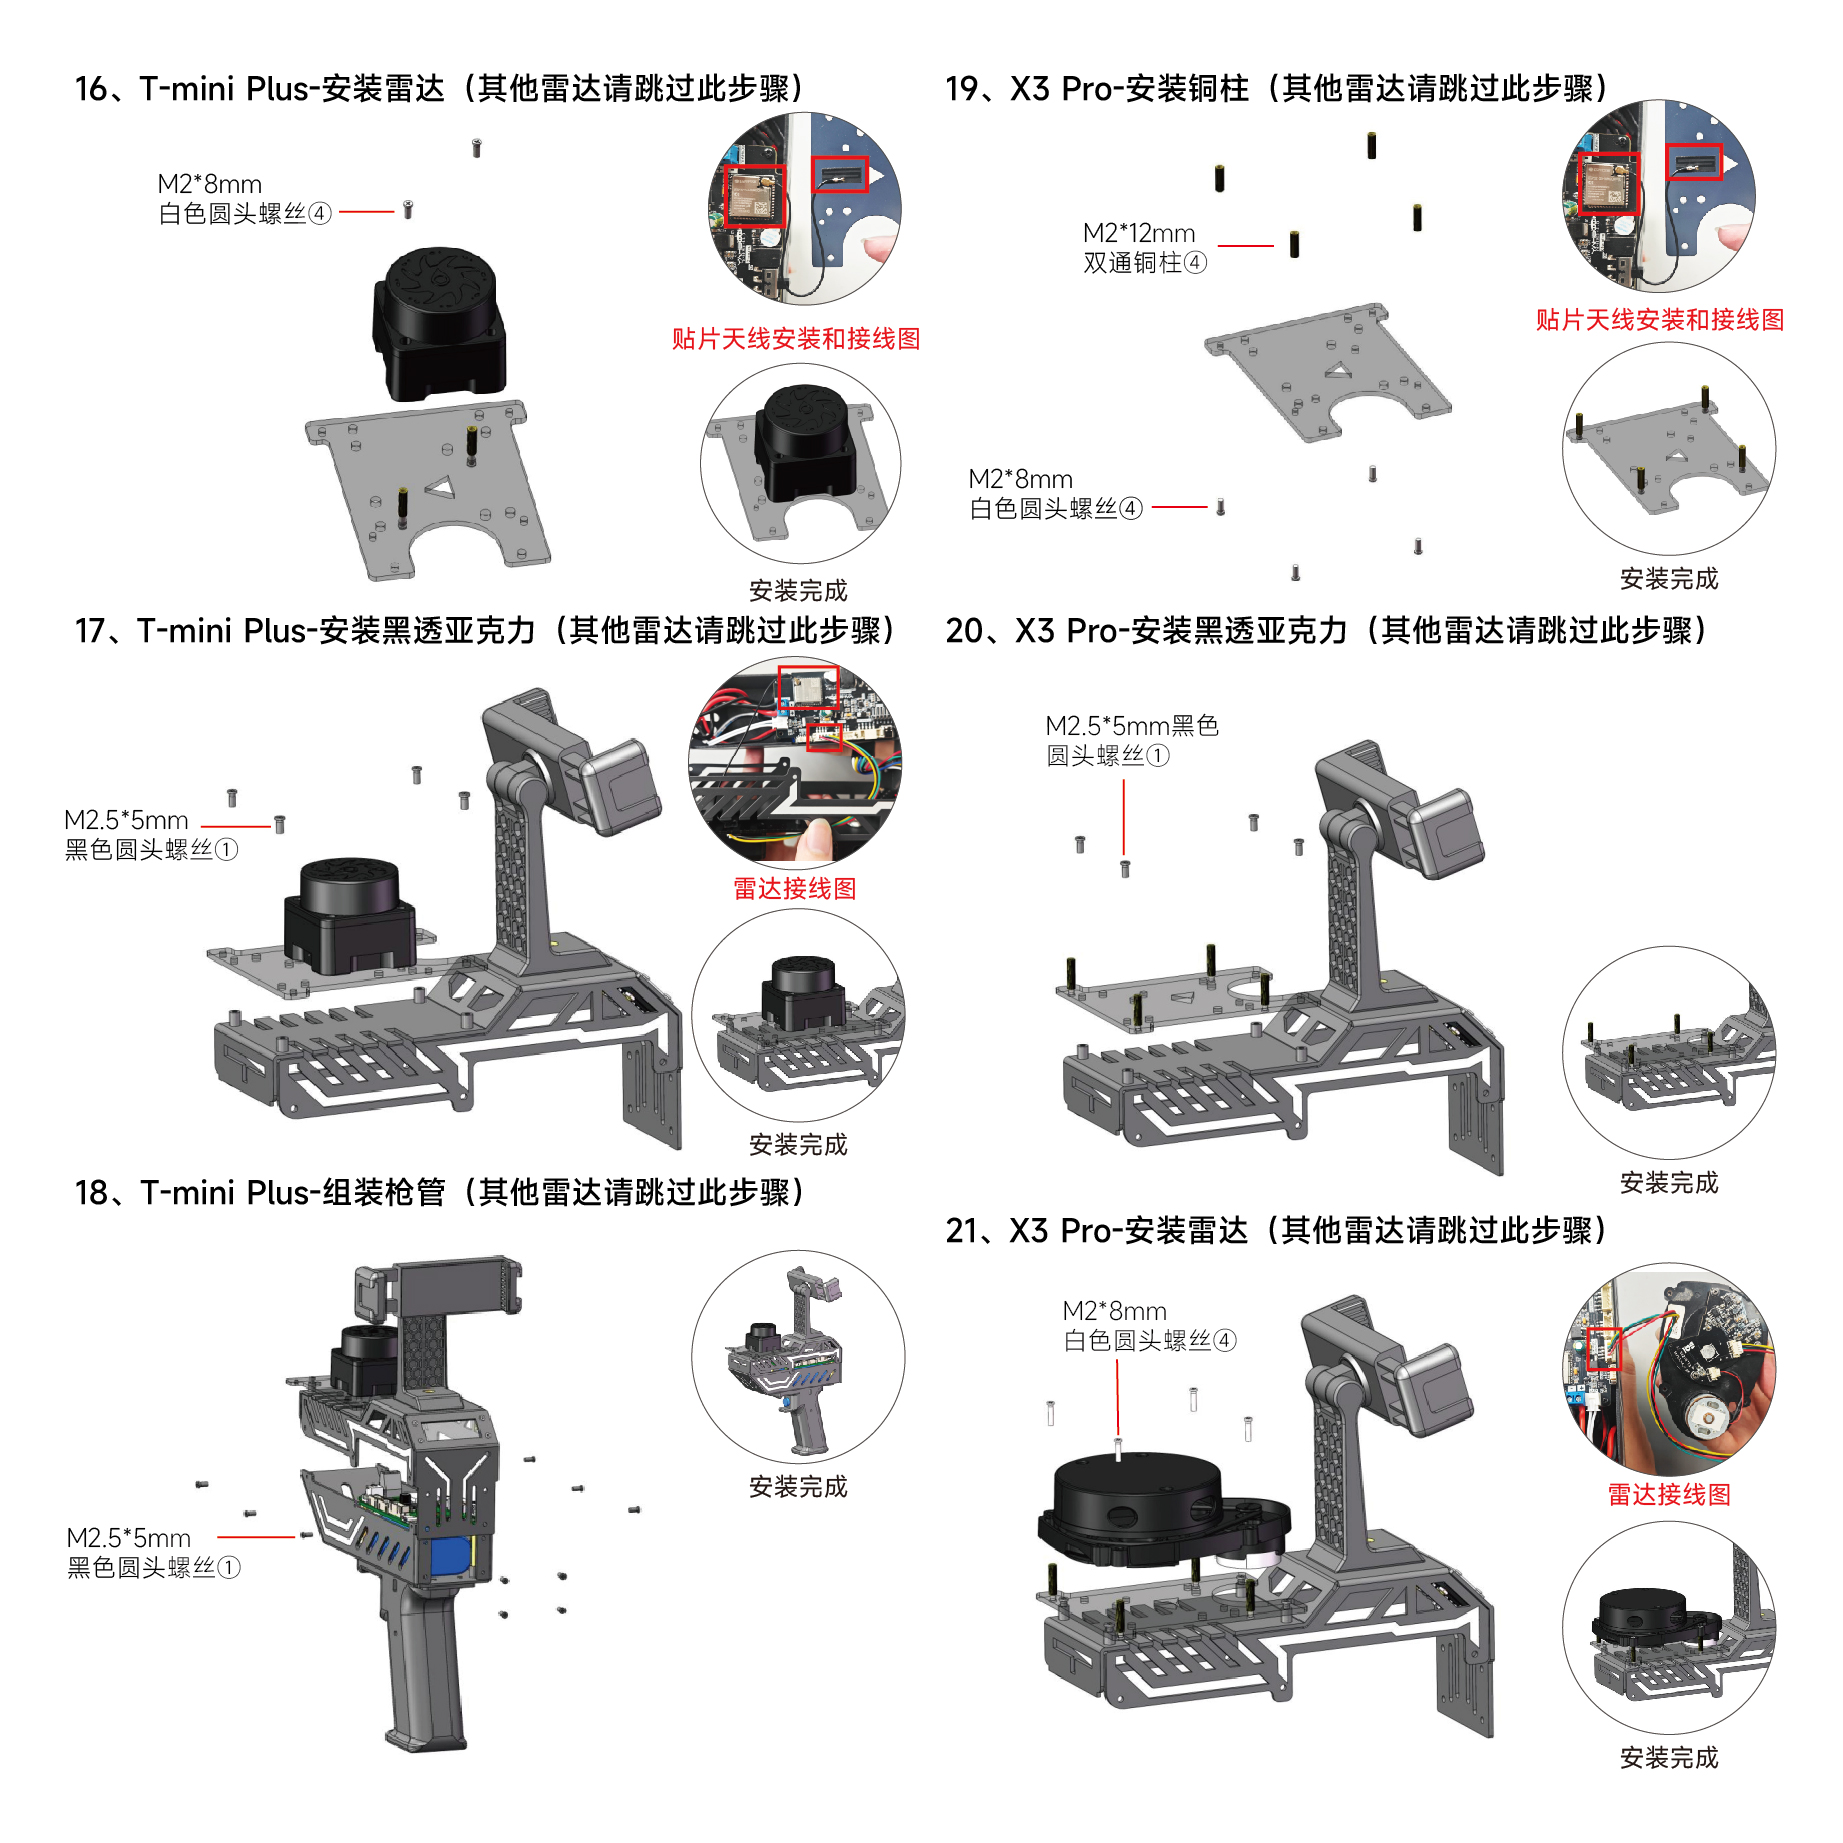 16、T-mini Plus-安装雷达（其他雷达请跳过此步骤）
M2*8mm
白色圆头螺丝④
贴片天线安装和接线图
安装完成
17、T-mini Plus-安装黑透亚克力（其他雷达请跳过此步骤）
M2.5*5mm
黑色圆头螺丝①
雷达接线图
安装完成
18、T-mini Plus-组装枪管（其他雷达请跳过此步骤）
M2.5*5mm
黑色圆头螺丝①
安装完成
19、X3 Pro-安装铜柱（其他雷达请跳过此步骤）
M2*12mm
双通铜柱④
贴片天线安装和接线图
M2*8mm
白色圆头螺丝④
安装完成
20、X3 Pro-安装黑透亚克力（其他雷达请跳过此步骤）
M2.5*5mm黑色
圆头螺丝①
安装完成
21、X3 Pro-安装雷达（其他雷达请跳过此步骤）
M2*8mm
白色圆头螺丝④
雷达接线图
安装完成